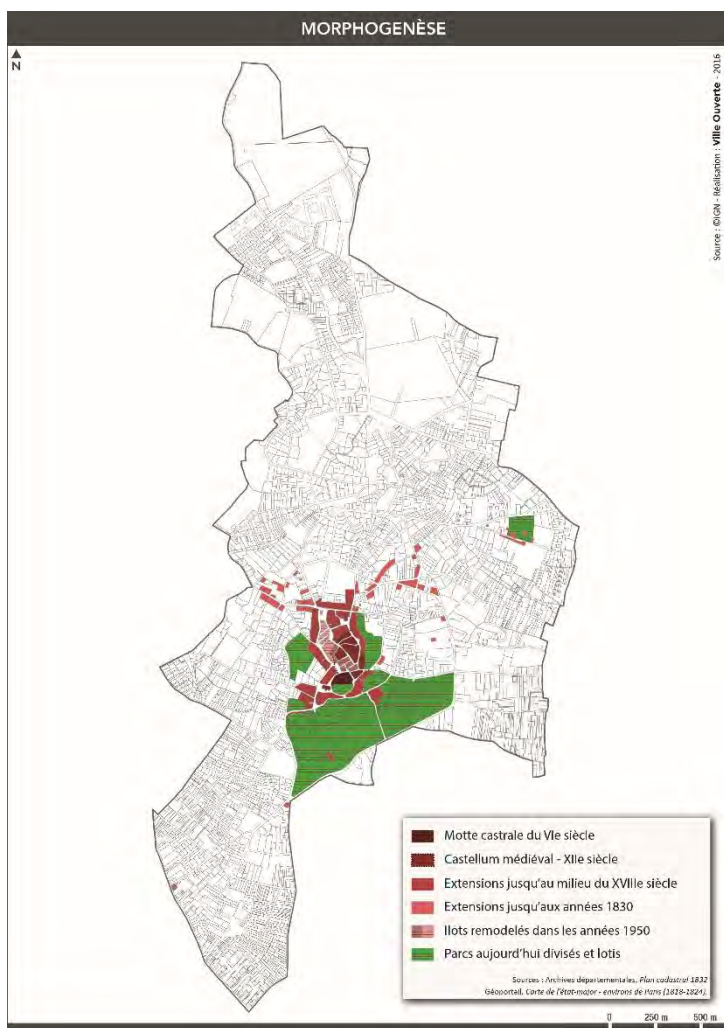 MORPHOGENÈSE
N
Source : ©IGN - Réalisation : Ville Ouverte - 2016
Motte castrale du VIe siècle
Castellum médiéval - XIIe siècle
Extensions jusqu'au milieu du XVIIIe siècle
Extensions jusqu'aux années 1830
Ilots remodelés dans les années 1950
Parcs aujourd'hui divisés et lotis
Sources : Archives départementales, Plan cadastral 1832
Géoportail, Carte de l'état-major - environs de Paris (1818-1824).
0 250 m 500 m